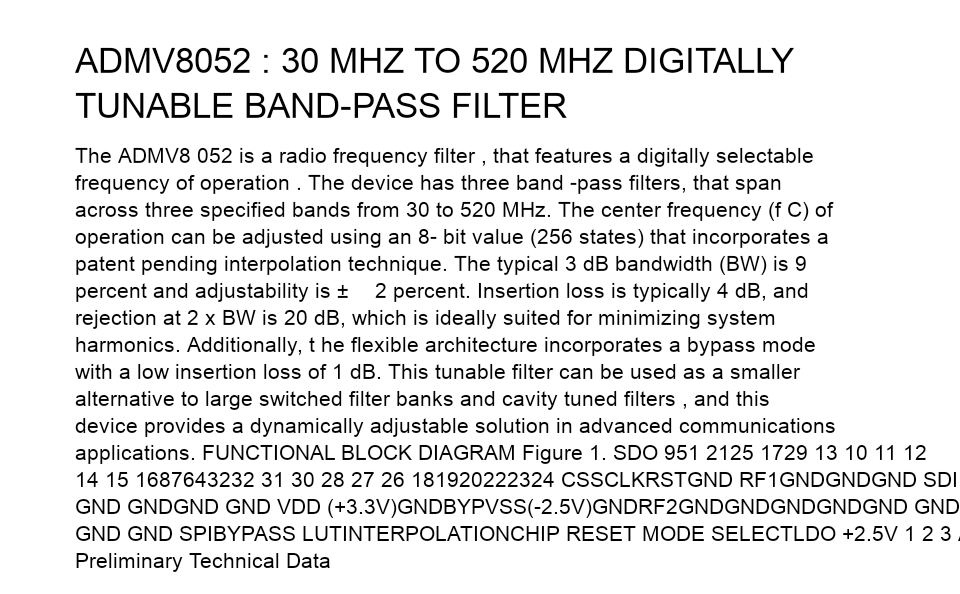 ADMV8052 : 30 MHZ TO 520 MHZ DIGITALLY
TUNABLE BAND-PASS FILTER
The ADMV8 052 is a radio frequency filter , that features a digitally selectable
frequency of operation . The device has three band -pass filters, that span
across three specified bands from 30 to 520 MHz. The center frequency (f C) of
operation can be adjusted using an 8- bit value (256 states) that incorporates a
patent pending interpolation technique. The typical 3 dB bandwidth (BW) is 9
percent and adjustability is ± 2 percent. Insertion loss is typically 4 dB, and
rejection at 2 x BW is 20 dB, which is ideally suited for minimizing system
harmonics. Additionally, t he flexible architecture incorporates a bypass mode
with a low insertion loss of 1 dB. This tunable filter can be used as a smaller
alternative to large switched filter banks and cavity tuned filters , and this
device provides a dynamically adjustable solution in advanced communications
applications. FUNCTIONAL BLOCK DIAGRAM Figure 1. SDO 951 2125 1729 13 10 11 12
14 15 1687643232 31 30 28 27 26 181920222324 CSSCLKRSTGND RF1GNDGNDGND SDI
GND GNDGND GND VDD (+3.3V)GNDBYPVSS(-2.5V)GNDRF2GNDGNDGNDGNDGND GND
GND GND SPIBYPASS LUTINTERPOLATIONCHIP RESET MODE SELECTLDO +2.5V 1 2 3
Preliminary Technical Data